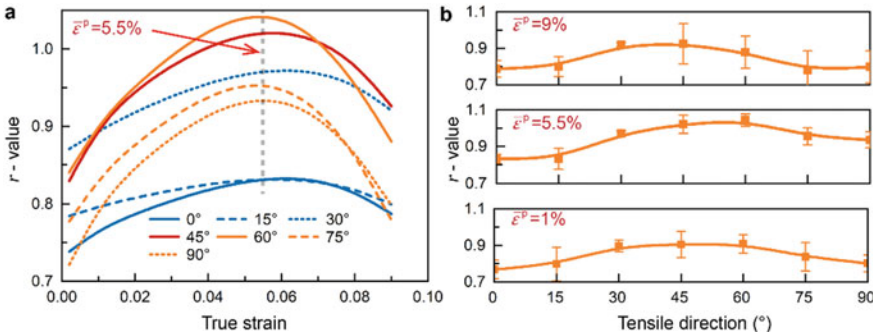 a
ε̅ᵖ=5.5%
1.0
0.9
0.8
0.7
r - value
0° 15° 30°
45° 60° 75°
90°
0.00 0.02 0.04 0.06 0.08 0.10
True strain
b
ε̅ᵖ=9%
1.1
0.9
0.7
ε̅ᵖ=5.5%
1.1
0.9
0.7
r - value
ε̅ᵖ=1%
1.1
0.9
0.7
0 15 30 45 60 75 90
Tensile direction (°)